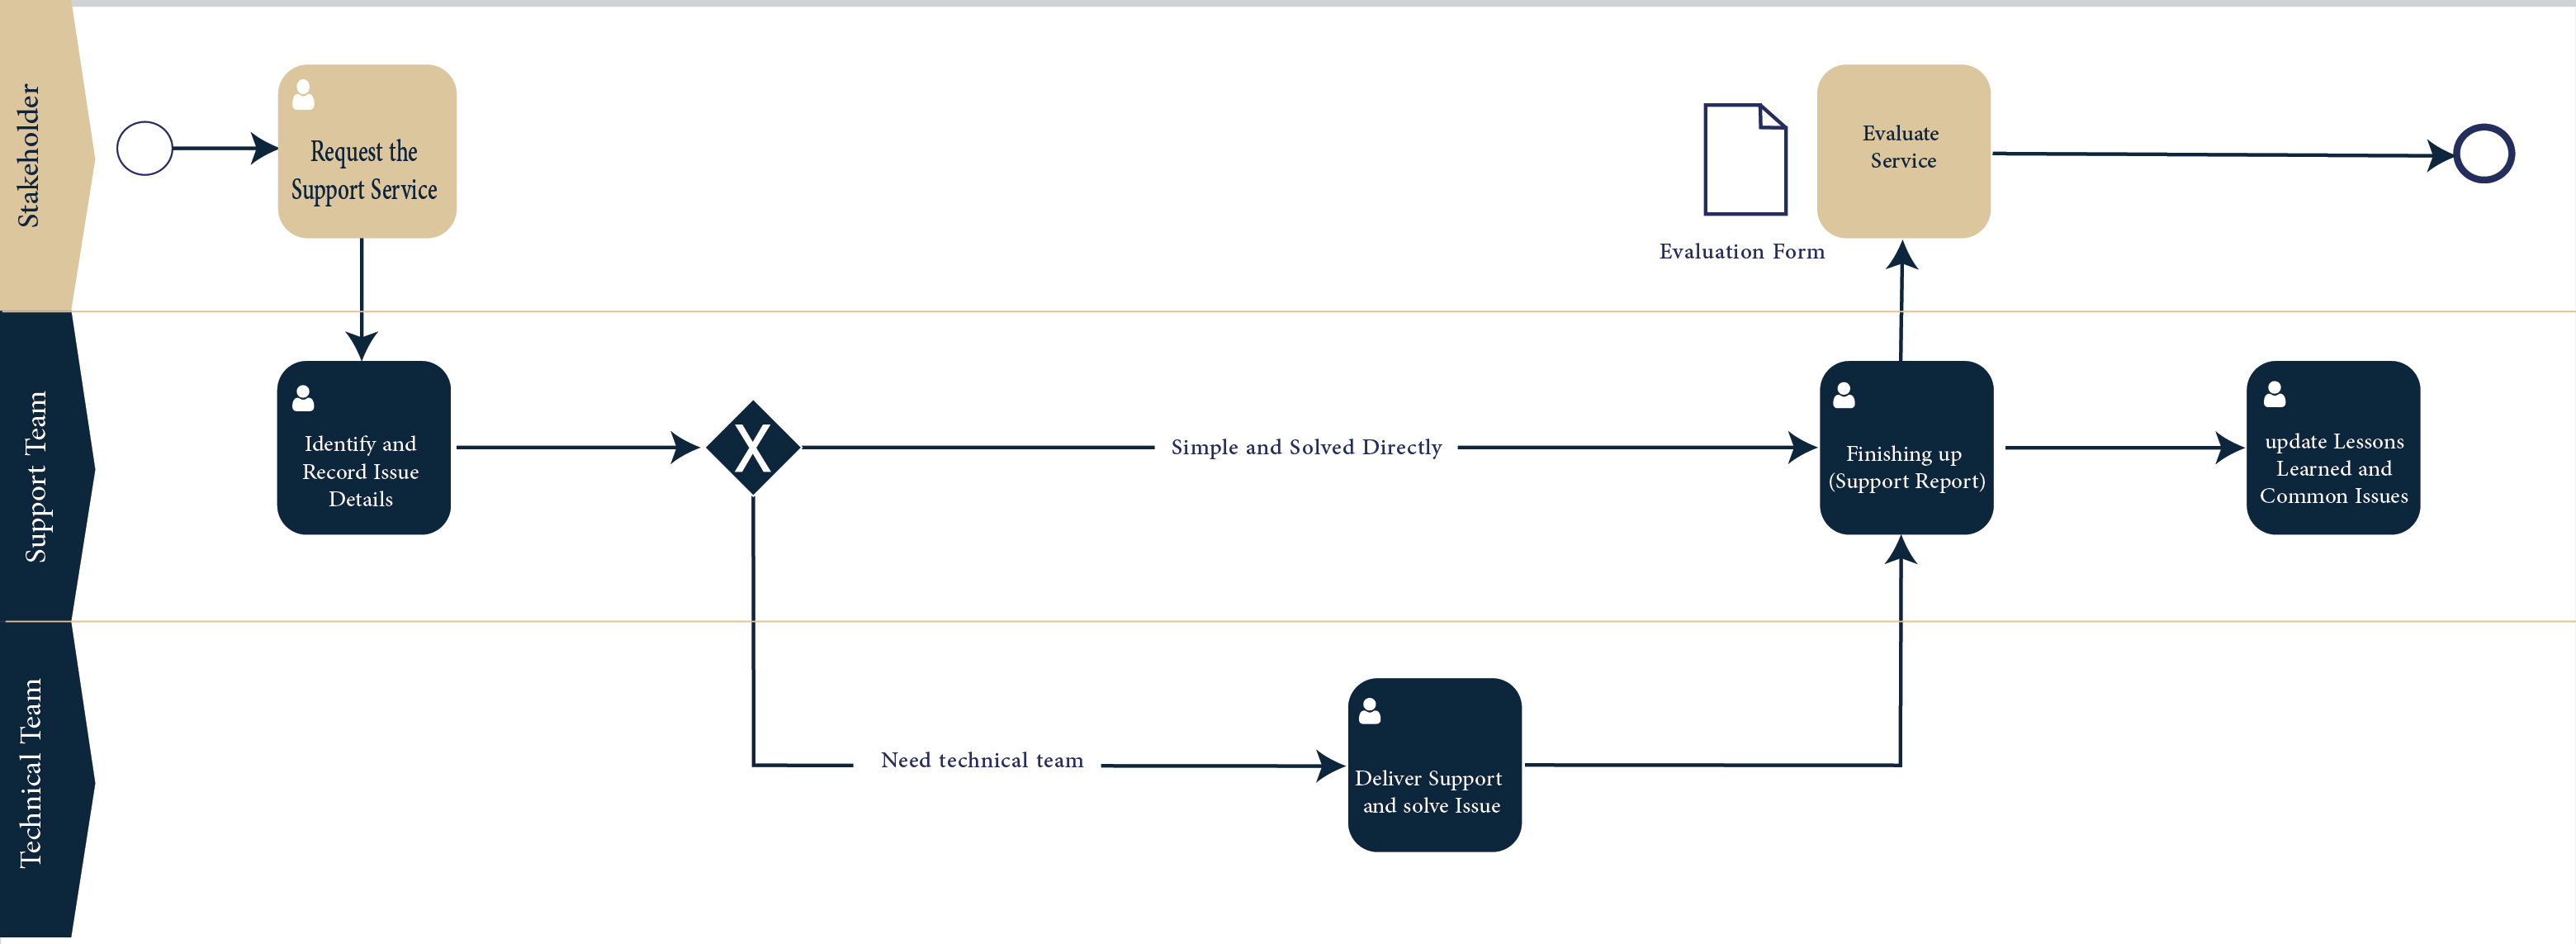 Stakeholder
Request the
Support Service
Evaluation Form
Evaluate
Service
Support Team
Identify and
Record Issue
Details
X
Simple and Solved Directly
Finishing up
(Support Report)
update Lessons
Learned and
Common Issues
Technical Team
Need technical team
Deliver Support
and solve Issue